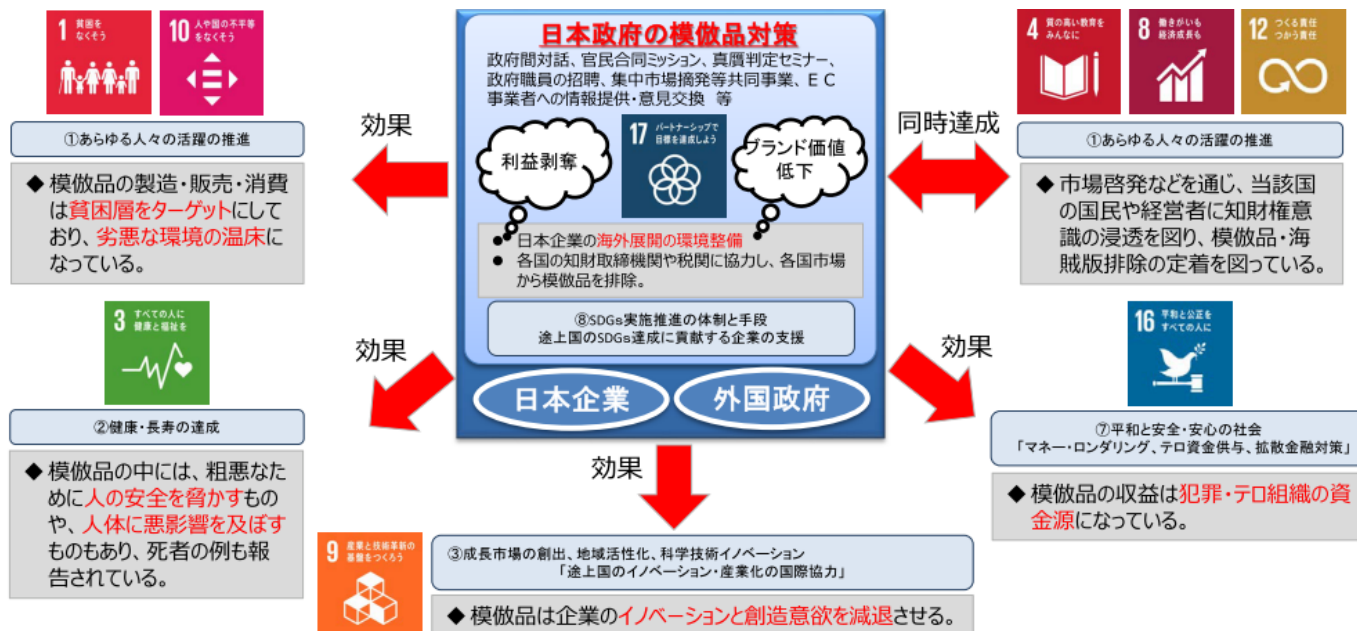 1 貧困を
なくそう
10 人や国の不平等
をなくそう
①あらゆる人々の活躍の推進
◆ 模倣品の製造・販売・消費
は貧困層をターゲットにして
おり、劣悪な環境の温床に
なっている。
3 すべての人に
健康と福祉を
②健康・長寿の達成
◆ 模倣品の中には、粗悪なた
めに人の安全を脅かすもの
や、人体に悪影響を及ぼす
ものもあり、死者の例も報
告されている。
効果
効果
日本政府の模倣品対策
政府間対話、官民合同ミッション、真贋判定セミナー、
政府職員の招聘、集中市場摘発等共同事業、ＥＣ
事業者への情報提供・意見交換 等
利益剥奪
17 パートナーシップで
目標を達成しよう
ブランド価値
低下
● 日本企業の海外展開の環境整備
● 各国の知財取締機関や税関に協力し、各国市場
から模倣品を排除。
⑧SDGs実施推進の体制と手段
途上国のSDGs達成に貢献する企業の支援
日本企業
外国政府
効果
9 産業と技術革新の
基盤をつくろう
③成長市場の創出、地域活性化、科学技術イノベーション
「途上国のイノベーション・産業化の国際協力」
◆ 模倣品は企業のイノベーションと創造意欲を減退させる。
同時達成
効果
4 質の高い教育を
みんなに
8 働きがいも
経済成長も
12 つくる責任
つかう責任
①あらゆる人々の活躍の推進
◆ 市場啓発などを通じ、当該国
の国民や経営者に知財権意
識の浸透を図り、模倣品・海
賊版排除の定着を図っている。
16 平和と公正を
すべての人に
⑦平和と安全・安心の社会
「マネー・ロンダリング、テロ資金供与、拡散金融対策」
◆ 模倣品の収益は犯罪・テロ組織の資
金源になっている。